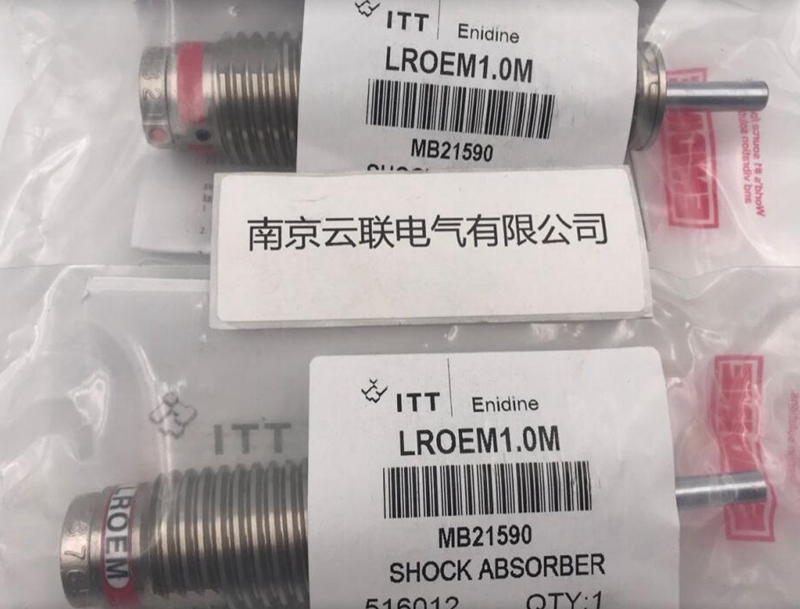 ITT Enidine
LROEM1.0M
MB21590
南京云联电气有限公司
ITT Enidine
LROEM1.0M
MB21590
SHOCK ABSORBER
516012 QTY:1
ITT
LROEM